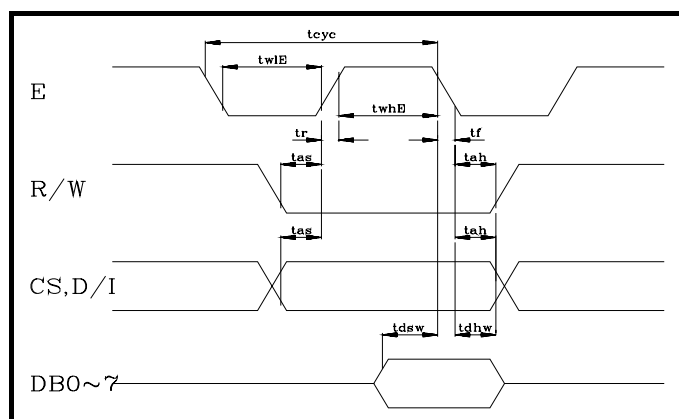 tcyc
twlE
E
twhE
tr
tf
tas
tah
R/W
tas
tah
CS,D/I
tdsw
tdhw
DB0~7